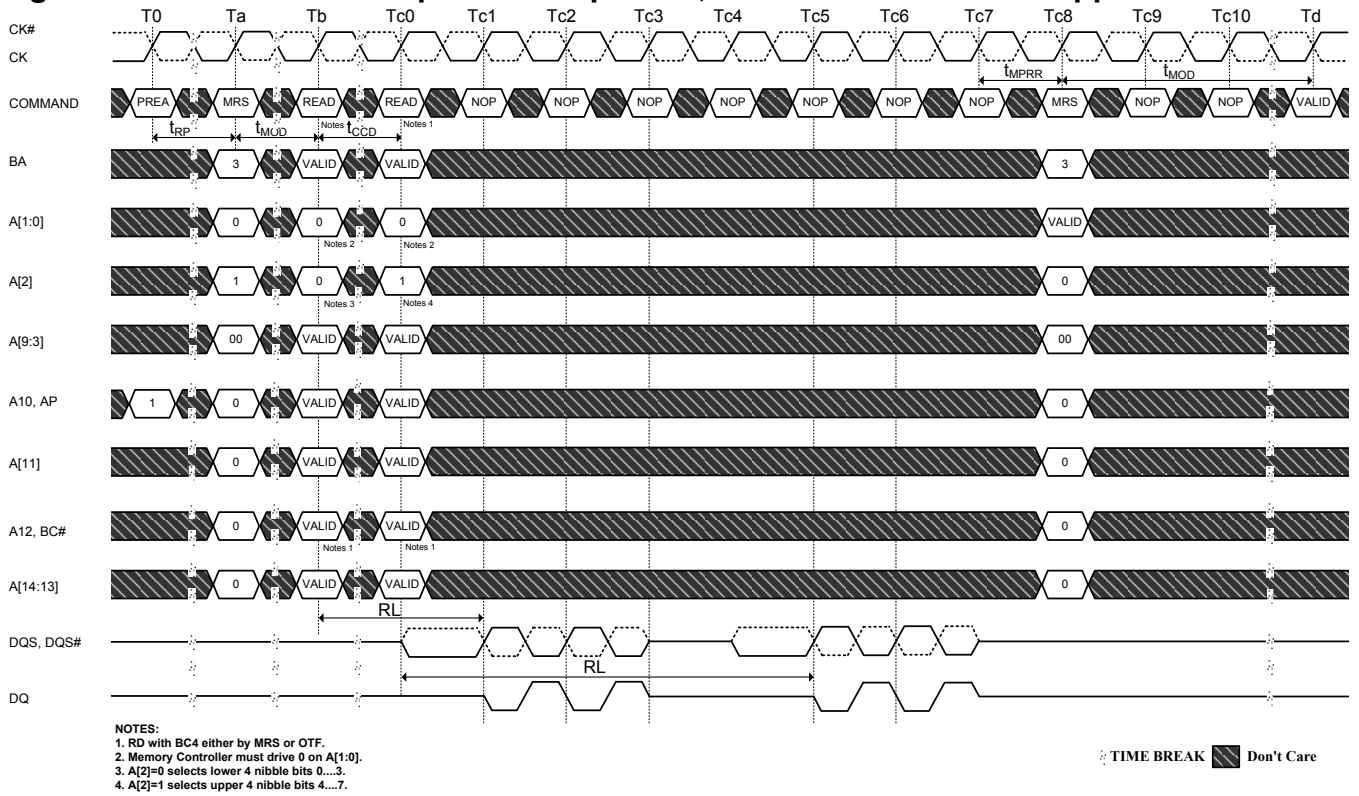 T0 Ta Tb Tc0 Tc1 Tc2 Tc3 Tc4 Tc5 Tc6 Tc7 Tc8 Tc9 Tc10 Td
CK#
CK
tMPRR tMOD
COMMAND PREA MRS READ READ NOP NOP NOP NOP NOP NOP NOP MRS NOP NOP VALID
Notes 1 Notes 1
tRP tMOD tCCD
BA 3 VALID VALID 3
A[1:0] 0 0 0 VALID
Notes 2 Notes 2
A[2] 1 0 1 0
Notes 3 Notes 4
A[9:3] 00 VALID VALID 00
A10, AP 1 0 VALID VALID 0
A[11] 0 VALID VALID 0
A12, BC# 0 VALID VALID 0
Notes 1 Notes 1
A[14:13] 0 VALID VALID 0
RL
DQS, DQS#
RL
DQ
NOTES:
1. RD with BC4 either by MRS or OTF.
2. Memory Controller must drive 0 on A[1:0].
3. A[2]=0 selects lower 4 nibble bits 0....3.
4. A[2]=1 selects upper 4 nibble bits 4....7.
TIME BREAK Don't Care